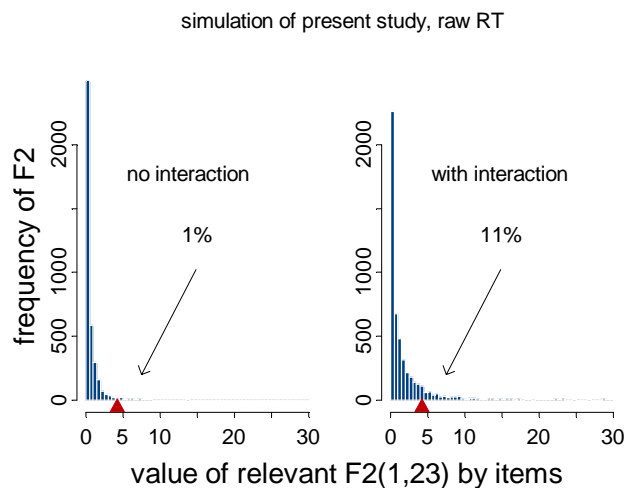 simulation of present study, raw RT
frequency of F2
0 500 1000 2000
no interaction
1%
0 5 10 20 30
0 500 1000 2000
with interaction
11%
0 5 10 20 30
value of relevant F2(1,23) by items